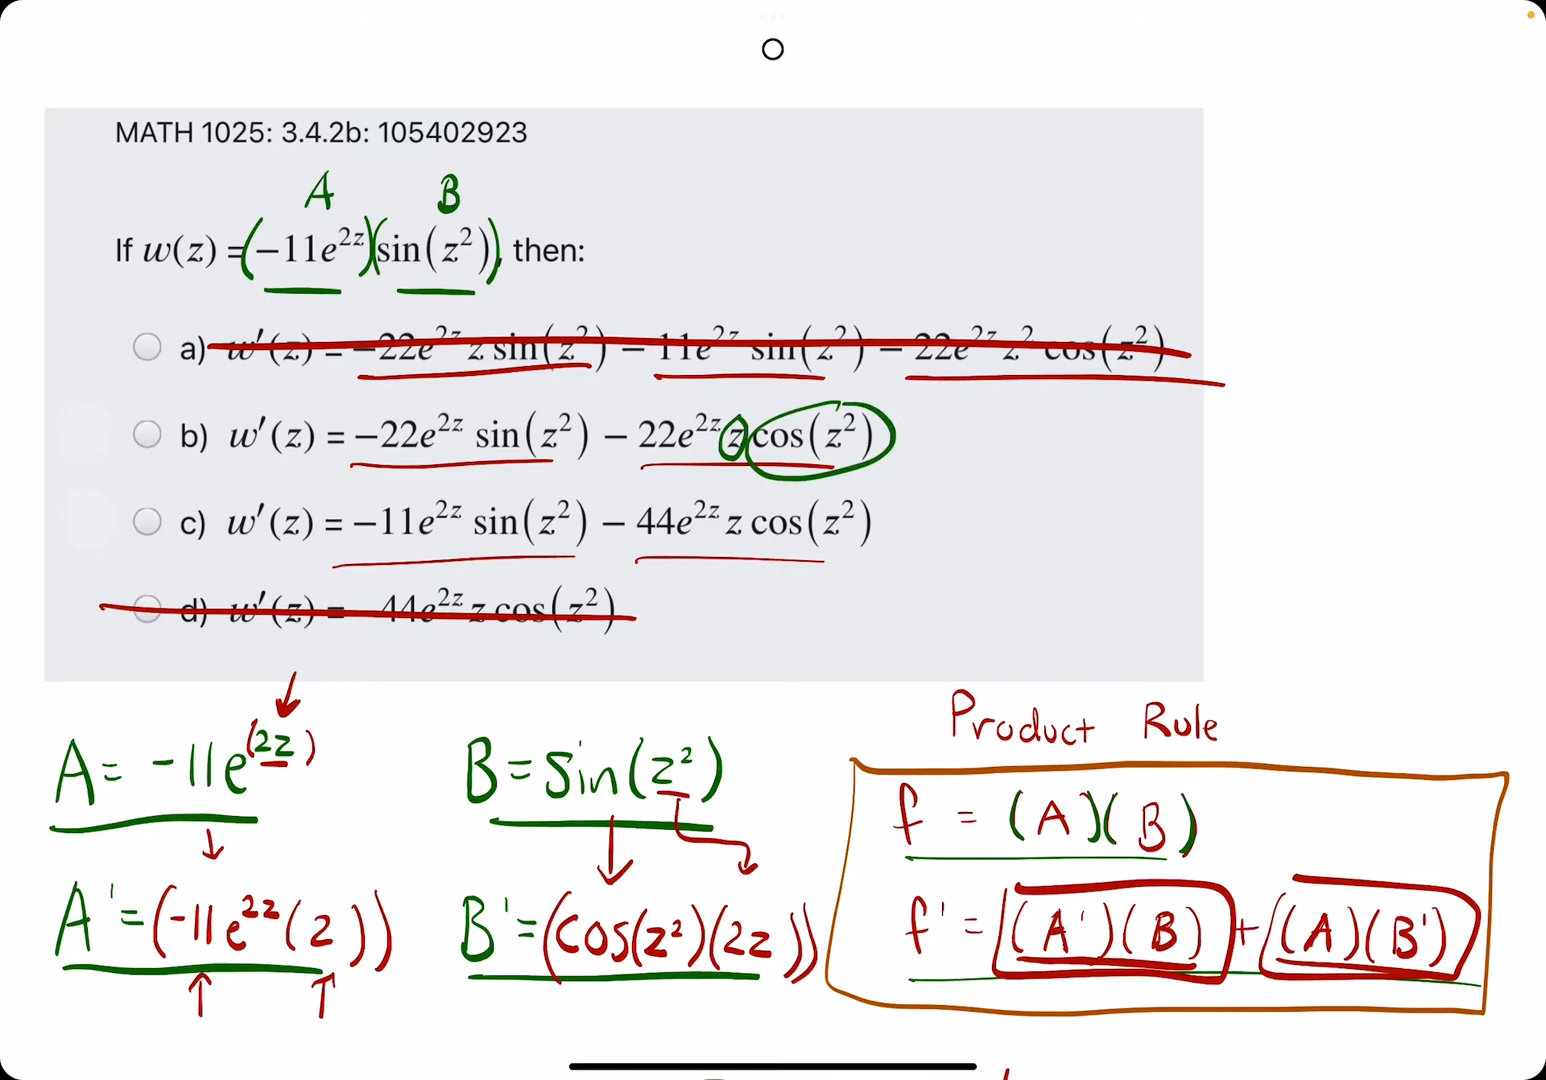 MATH 1025: 3.4.2b: 105402923
A B
If w(z) = (−11e^{2z})(sin(z²)), then:
a) w′(z) = −22e^{2z} z sin(z²) − 11e^{2z} sin(z²) − 22e^{2z} z² cos(z²)
b) w′(z) = −22e^{2z} sin(z²) − 22e^{2z} z cos(z²)
c) w′(z) = −11e^{2z} sin(z²) − 44e^{2z} z cos(z²)
d) w′(z) = −44e^{2z} z cos(z²)
Product Rule
A = -11e^{(2z)} B = Sin(z²) f = (A)(B)
A' = (-11e^{2z}(2)) B' = (cos(z²)(2z)) f' = (A')(B) + (A)(B')